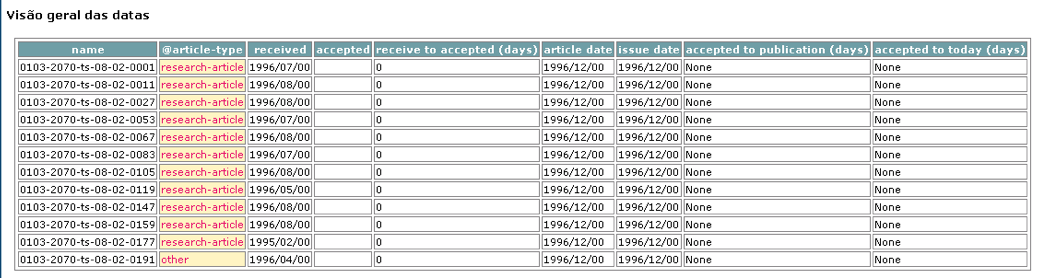 Visão geral das datas
name @article-type received accepted receive to accepted (days) article date issue date accepted to publication (days) accepted to today (days)
0103-2070-ts-08-02-0001 research-article 1996/07/00 0 1996/12/00 1996/12/00 None None
0103-2070-ts-08-02-0011 research-article 1996/08/00 0 1996/12/00 1996/12/00 None None
0103-2070-ts-08-02-0027 research-article 1996/08/00 0 1996/12/00 1996/12/00 None None
0103-2070-ts-08-02-0053 research-article 1996/07/00 0 1996/12/00 1996/12/00 None None
0103-2070-ts-08-02-0067 research-article 1996/08/00 0 1996/12/00 1996/12/00 None None
0103-2070-ts-08-02-0083 research-article 1996/07/00 0 1996/12/00 1996/12/00 None None
0103-2070-ts-08-02-0105 research-article 1996/08/00 0 1996/12/00 1996/12/00 None None
0103-2070-ts-08-02-0119 research-article 1996/05/00 0 1996/12/00 1996/12/00 None None
0103-2070-ts-08-02-0147 research-article 1996/08/00 0 1996/12/00 1996/12/00 None None
0103-2070-ts-08-02-0159 research-article 1996/08/00 0 1996/12/00 1996/12/00 None None
0103-2070-ts-08-02-0177 research-article 1995/02/00 0 1996/12/00 1996/12/00 None None
0103-2070-ts-08-02-0191 other 1996/04/00 0 1996/12/00 1996/12/00 None None